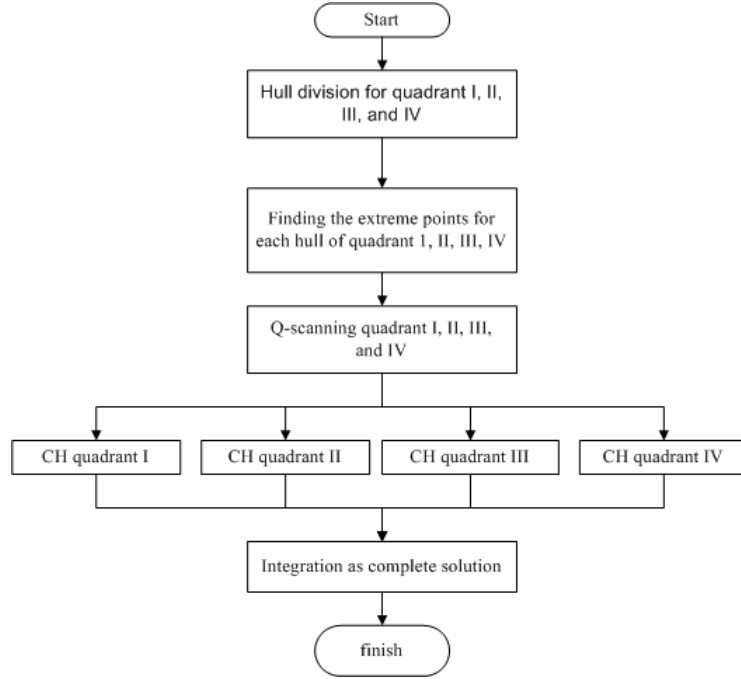 Start
Hull division for quadrant I, II,
III, and IV
Finding the extreme points for
each hull of quadrant 1, II, III, IV
Q-scanning quadrant I, II, III,
and IV
CH quadrant I
CH quadrant II
CH quadrant III
CH quadrant IV
Integration as complete solution
finish